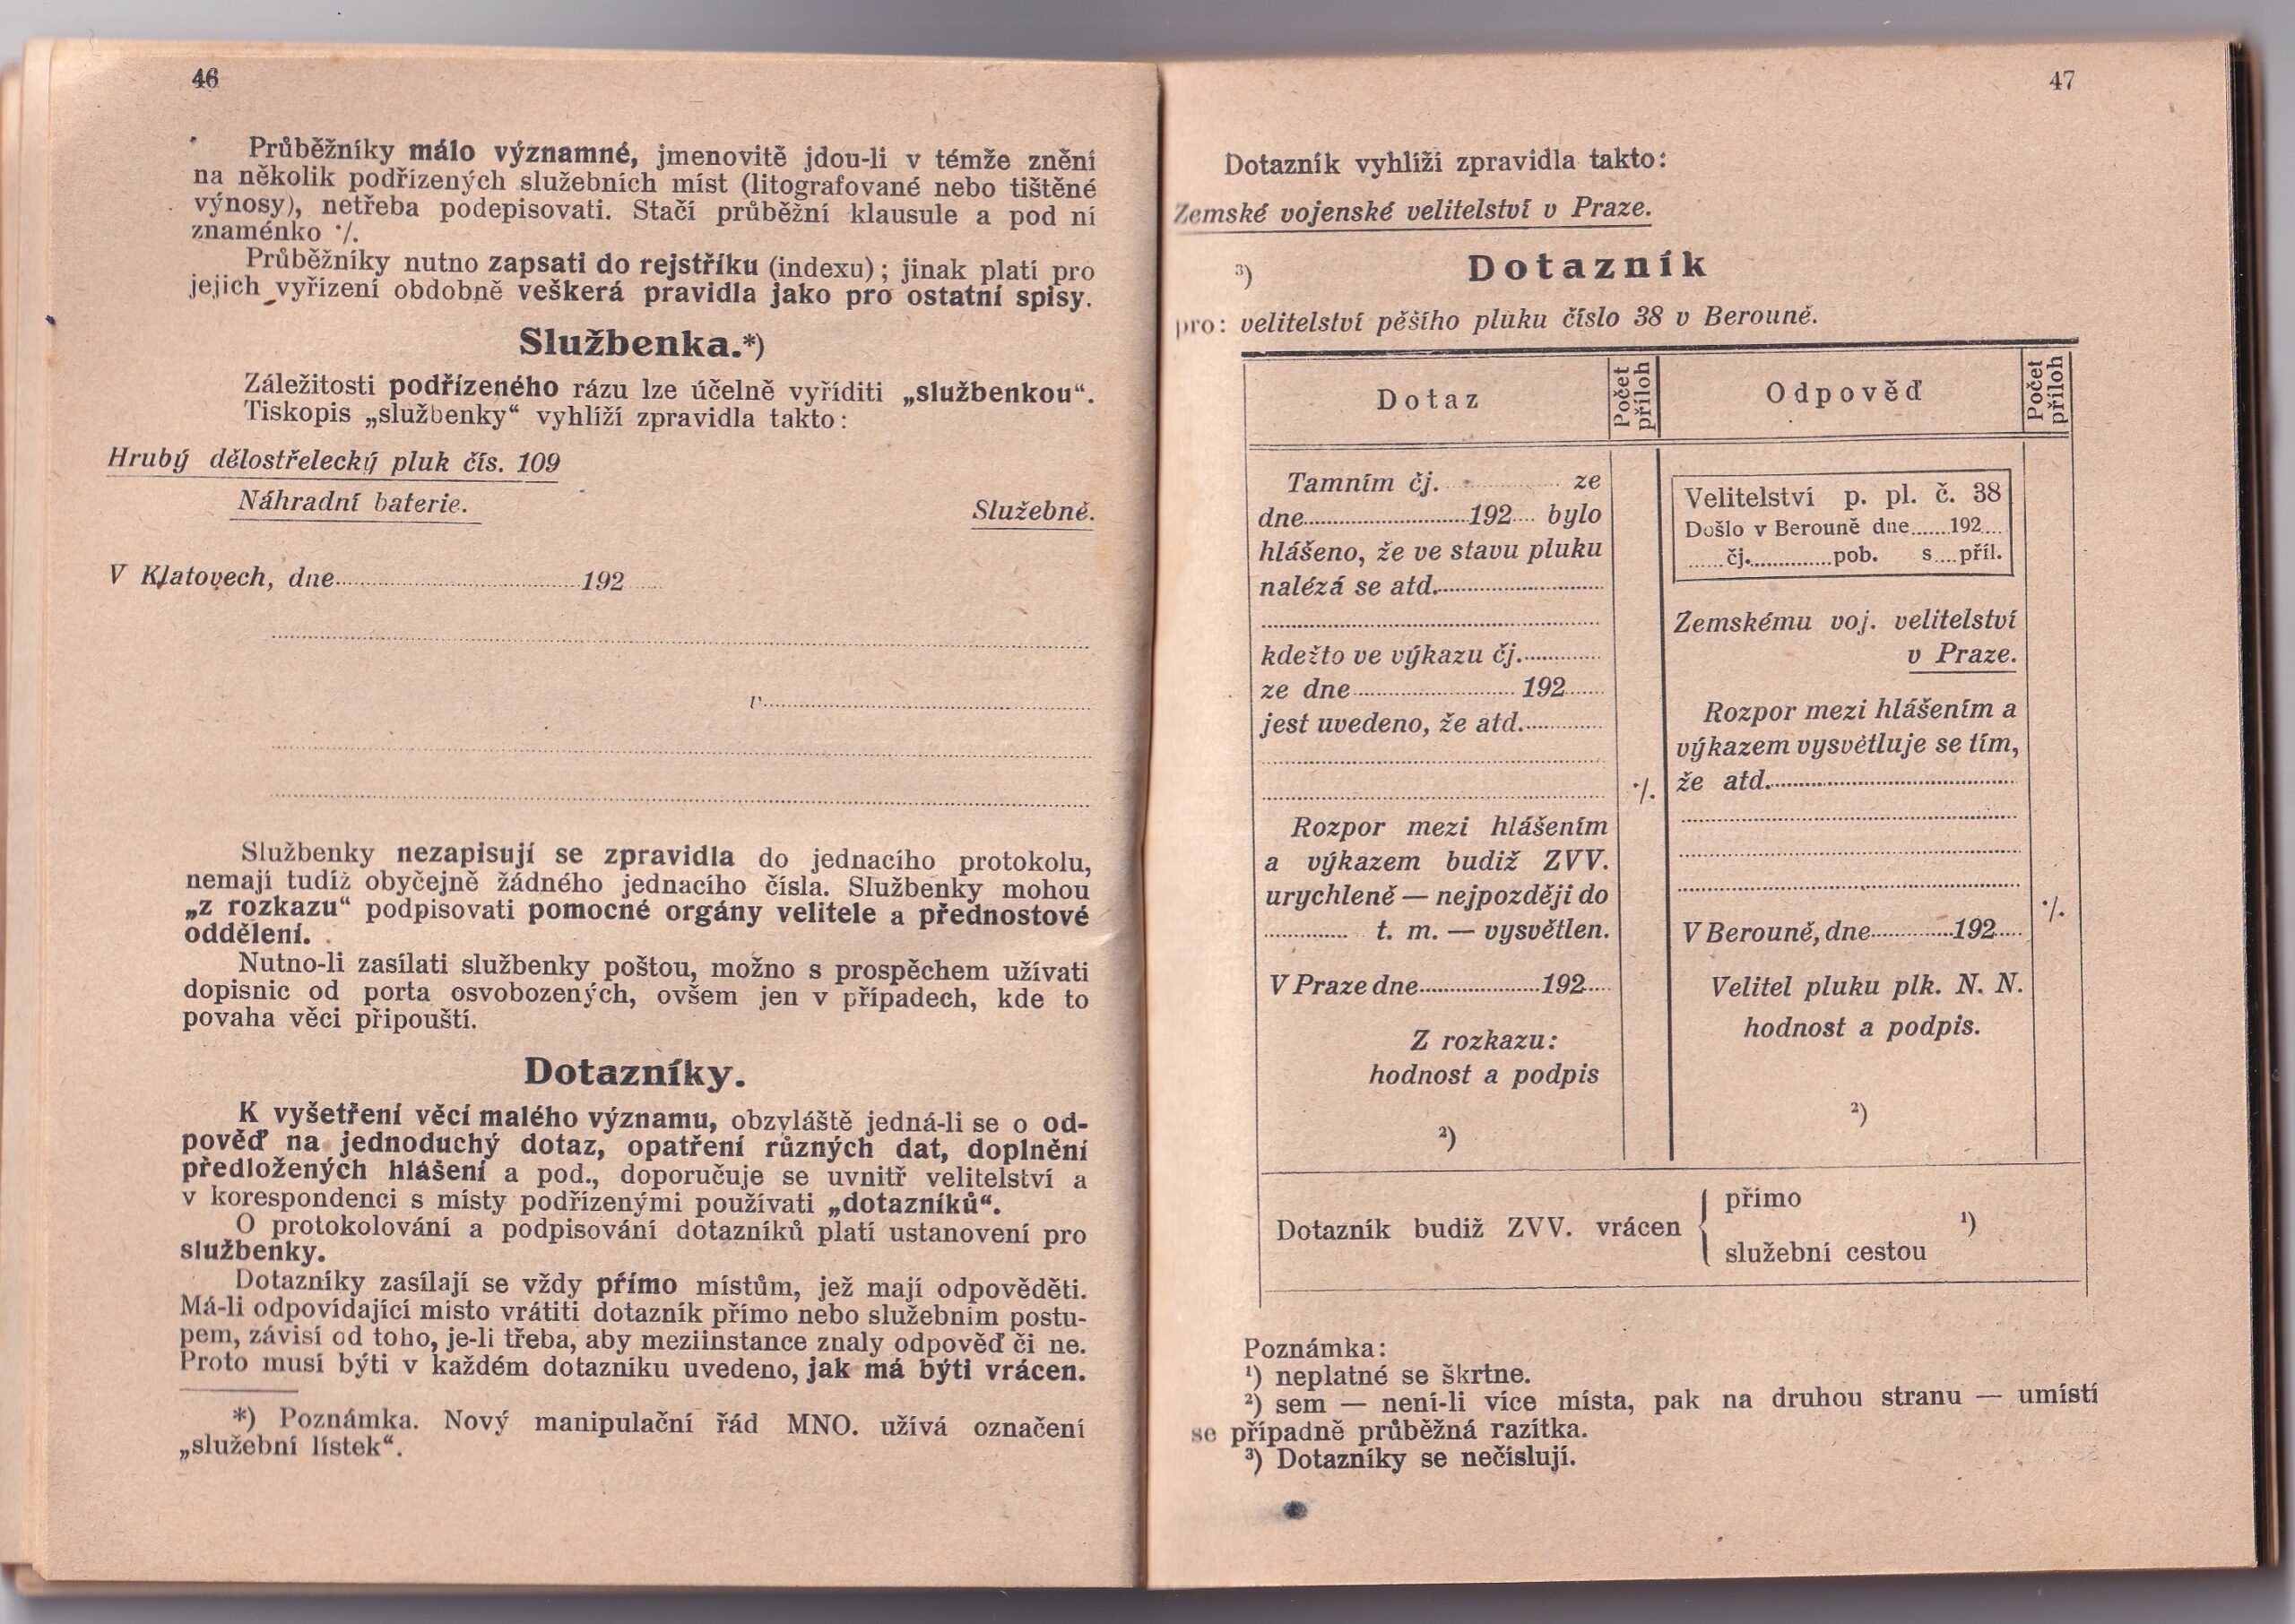 46
Průběžníky málo významné, jmenovitě jdou-li v témže znění
na několik podřízených služebních míst (litografované nebo tištěné
výnosy), netřeba podepisovati. Stačí průběžní klausule a pod ní
znaménko ·/.
Průběžníky nutno zapsati do rejstříku (indexu); jinak platí pro
jejich vyřízení obdobně veškerá pravidla jako pro ostatní spisy.
Službenka.*)
Záležitosti podřízeného rázu lze účelně vyříditi „službenkou“.
Tiskopis „službenky“ vyhlíží zpravidla takto:
Hrubý dělostřelecký pluk čís. 109
Náhradní baterie.
Služebně.
V Klatovech, dne..............................192......
v..............................
Službenky nezapisují se zpravidla do jednacího protokolu,
nemají tudíž obyčejně žádného jednacího čísla. Službenky mohou
„z rozkazu“ podpisovati pomocné orgány velitele a přednostové
oddělení.
Nutno-li zasílati službenky poštou, možno s prospěchem užívati
dopisnic od porta osvobozených, ovšem jen v případech, kde to
povaha věci připouští.
Dotazníky.
K vyšetření věcí malého významu, obzvláště jedná-li se o od-
pověď na jednoduchý dotaz, opatření různých dat, doplnění
předložených hlášení a pod., doporučuje se uvnitř velitelství a
v korespondenci s místy podřízenými používati „dotazníků“.
O protokolování a podpisování dotazníků platí ustanovení pro
službenky.
Dotazníky zasílají se vždy přímo místům, jež mají odpověděti.
Má-li odpovídající místo vrátiti dotazník přímo nebo služebním postu-
pem, závisí od toho, je-li třeba, aby meziinstance znaly odpověď či ne.
Proto musí býti v každém dotazníku uvedeno, jak má býti vrácen.
*) Poznámka. Nový manipulační řád MNO. užívá označení
„služební lístek“.
47
Dotazník vyhlíží zpravidla takto:
Zemské vojenské velitelství v Praze.
³) Dotazník
pro: velitelství pěšího pluku číslo 38 v Berouně.
Dotaz
Počet příloh
Odpověď
Počet příloh
Tamním čj. .............. ze
dne....................192.... bylo
hlášeno, že ve stavu pluku
nalézá se atd.....................
kdežto ve výkazu čj...........
ze dne.................... 192......
jest uvedeno, že atd...........
·/.
Rozpor mezi hlášením
a výkazem budiž ZVV.
urychleně — nejpozději do
............ t. m. — vysvětlen.
V Praze dne..................192....
Z rozkazu:
hodnost a podpis
²)
Velitelství p. pl. č. 38
Došlo v Berouně dne......192....
......čj..............pob. s....příl.
Zemskému voj. velitelství
v Praze.
Rozpor mezi hlášením a
výkazem vysvětluje se tím,
že atd...............................
·/.
V Berouně, dne............192....
Velitel pluku plk. N. N.
hodnost a podpis.
²)
Dotazník budiž ZVV. vrácen { přímo
služební cestou ¹)
Poznámka:
¹) neplatné se škrtne.
²) sem — není-li více místa, pak na druhou stranu — umístí
se případně průběžná razítka.
³) Dotazníky se nečíslují.